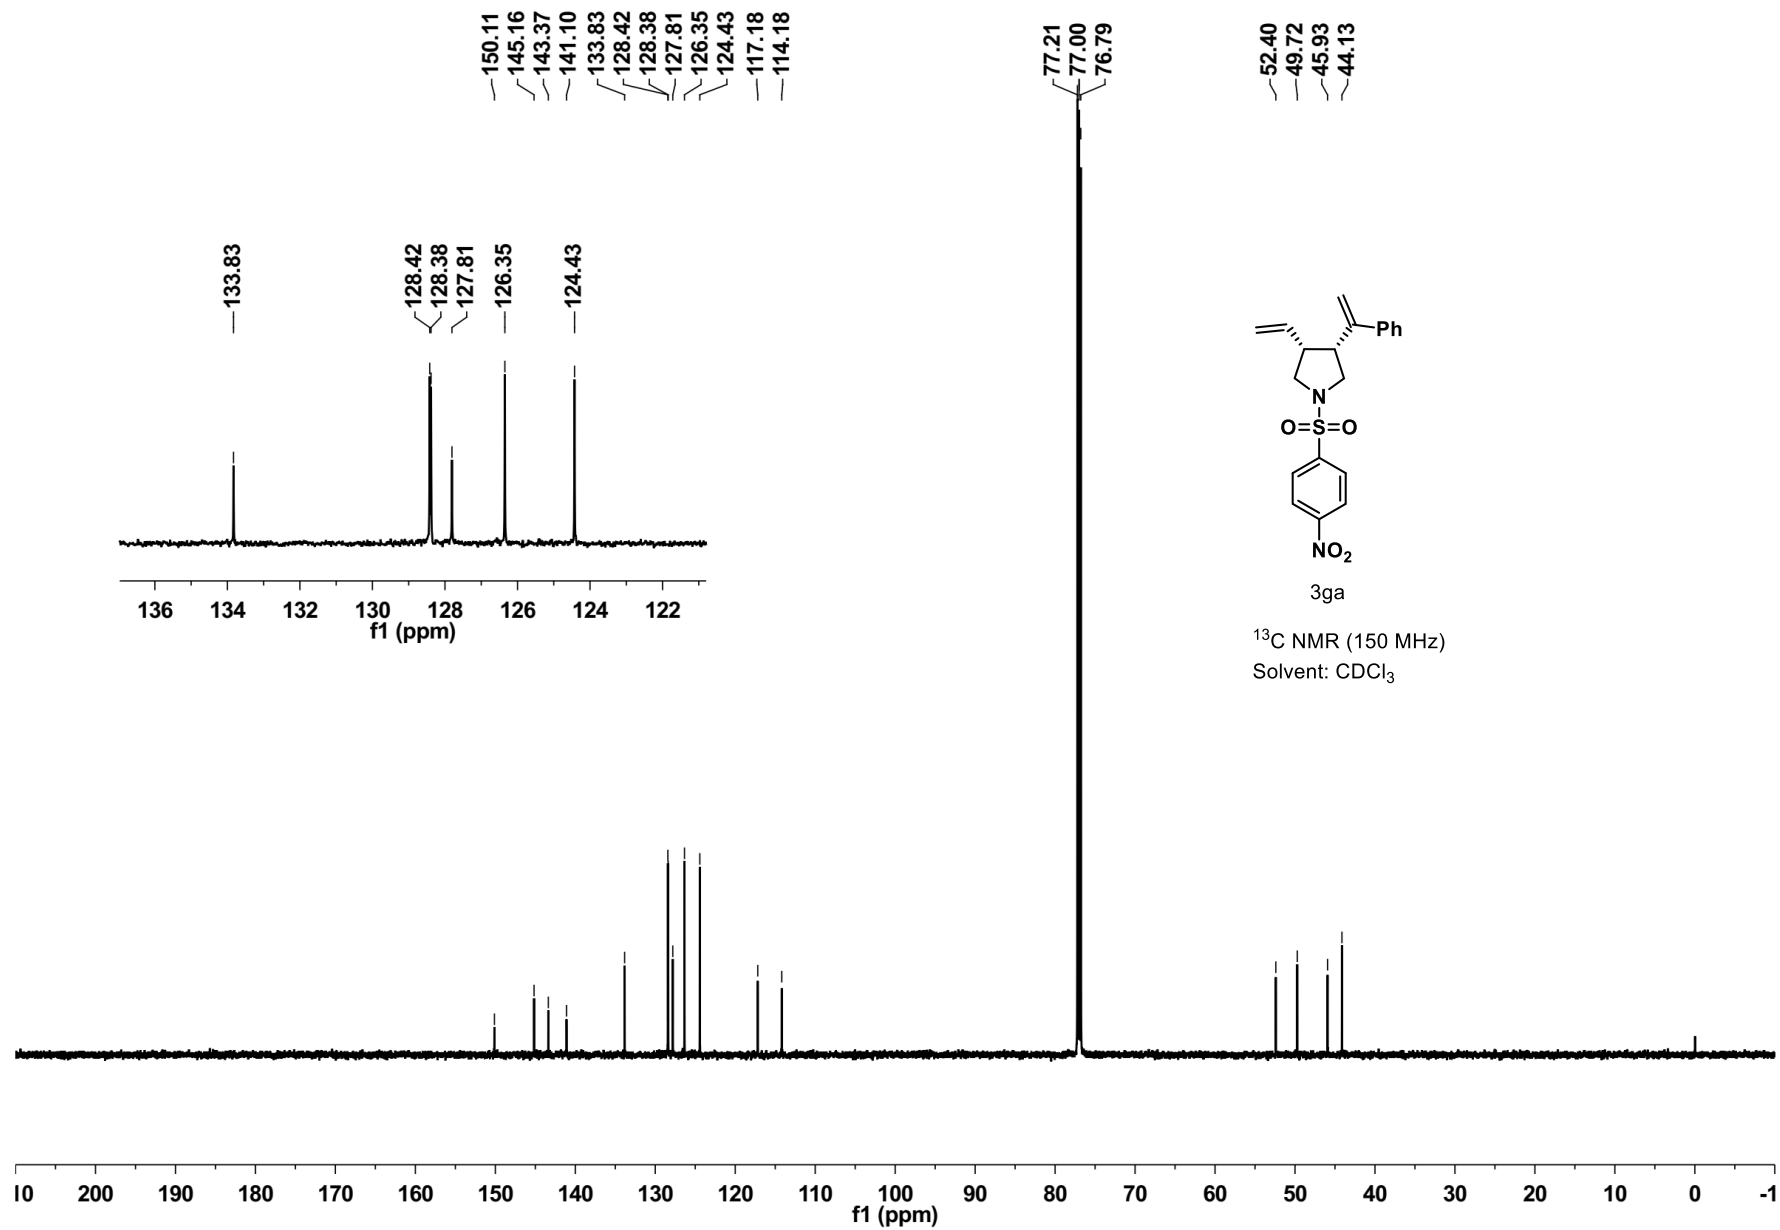 150.11
145.16
143.37
141.10
133.83
128.42
128.38
127.81
126.35
124.43
117.18
114.18
77.21
77.00
76.79
52.40
49.72
45.93
44.13
133.83
128.42
128.38
127.81
126.35
124.43
136 134 132 130 128 126 124 122
f1 (ppm)
Ph
N
O=S=O
NO2
3ga
13C NMR (150 MHz)
Solvent: CDCl3
10 200 190 180 170 160 150 140 130 120 110 100 90 80 70 60 50 40 30 20 10 0 -1
f1 (ppm)